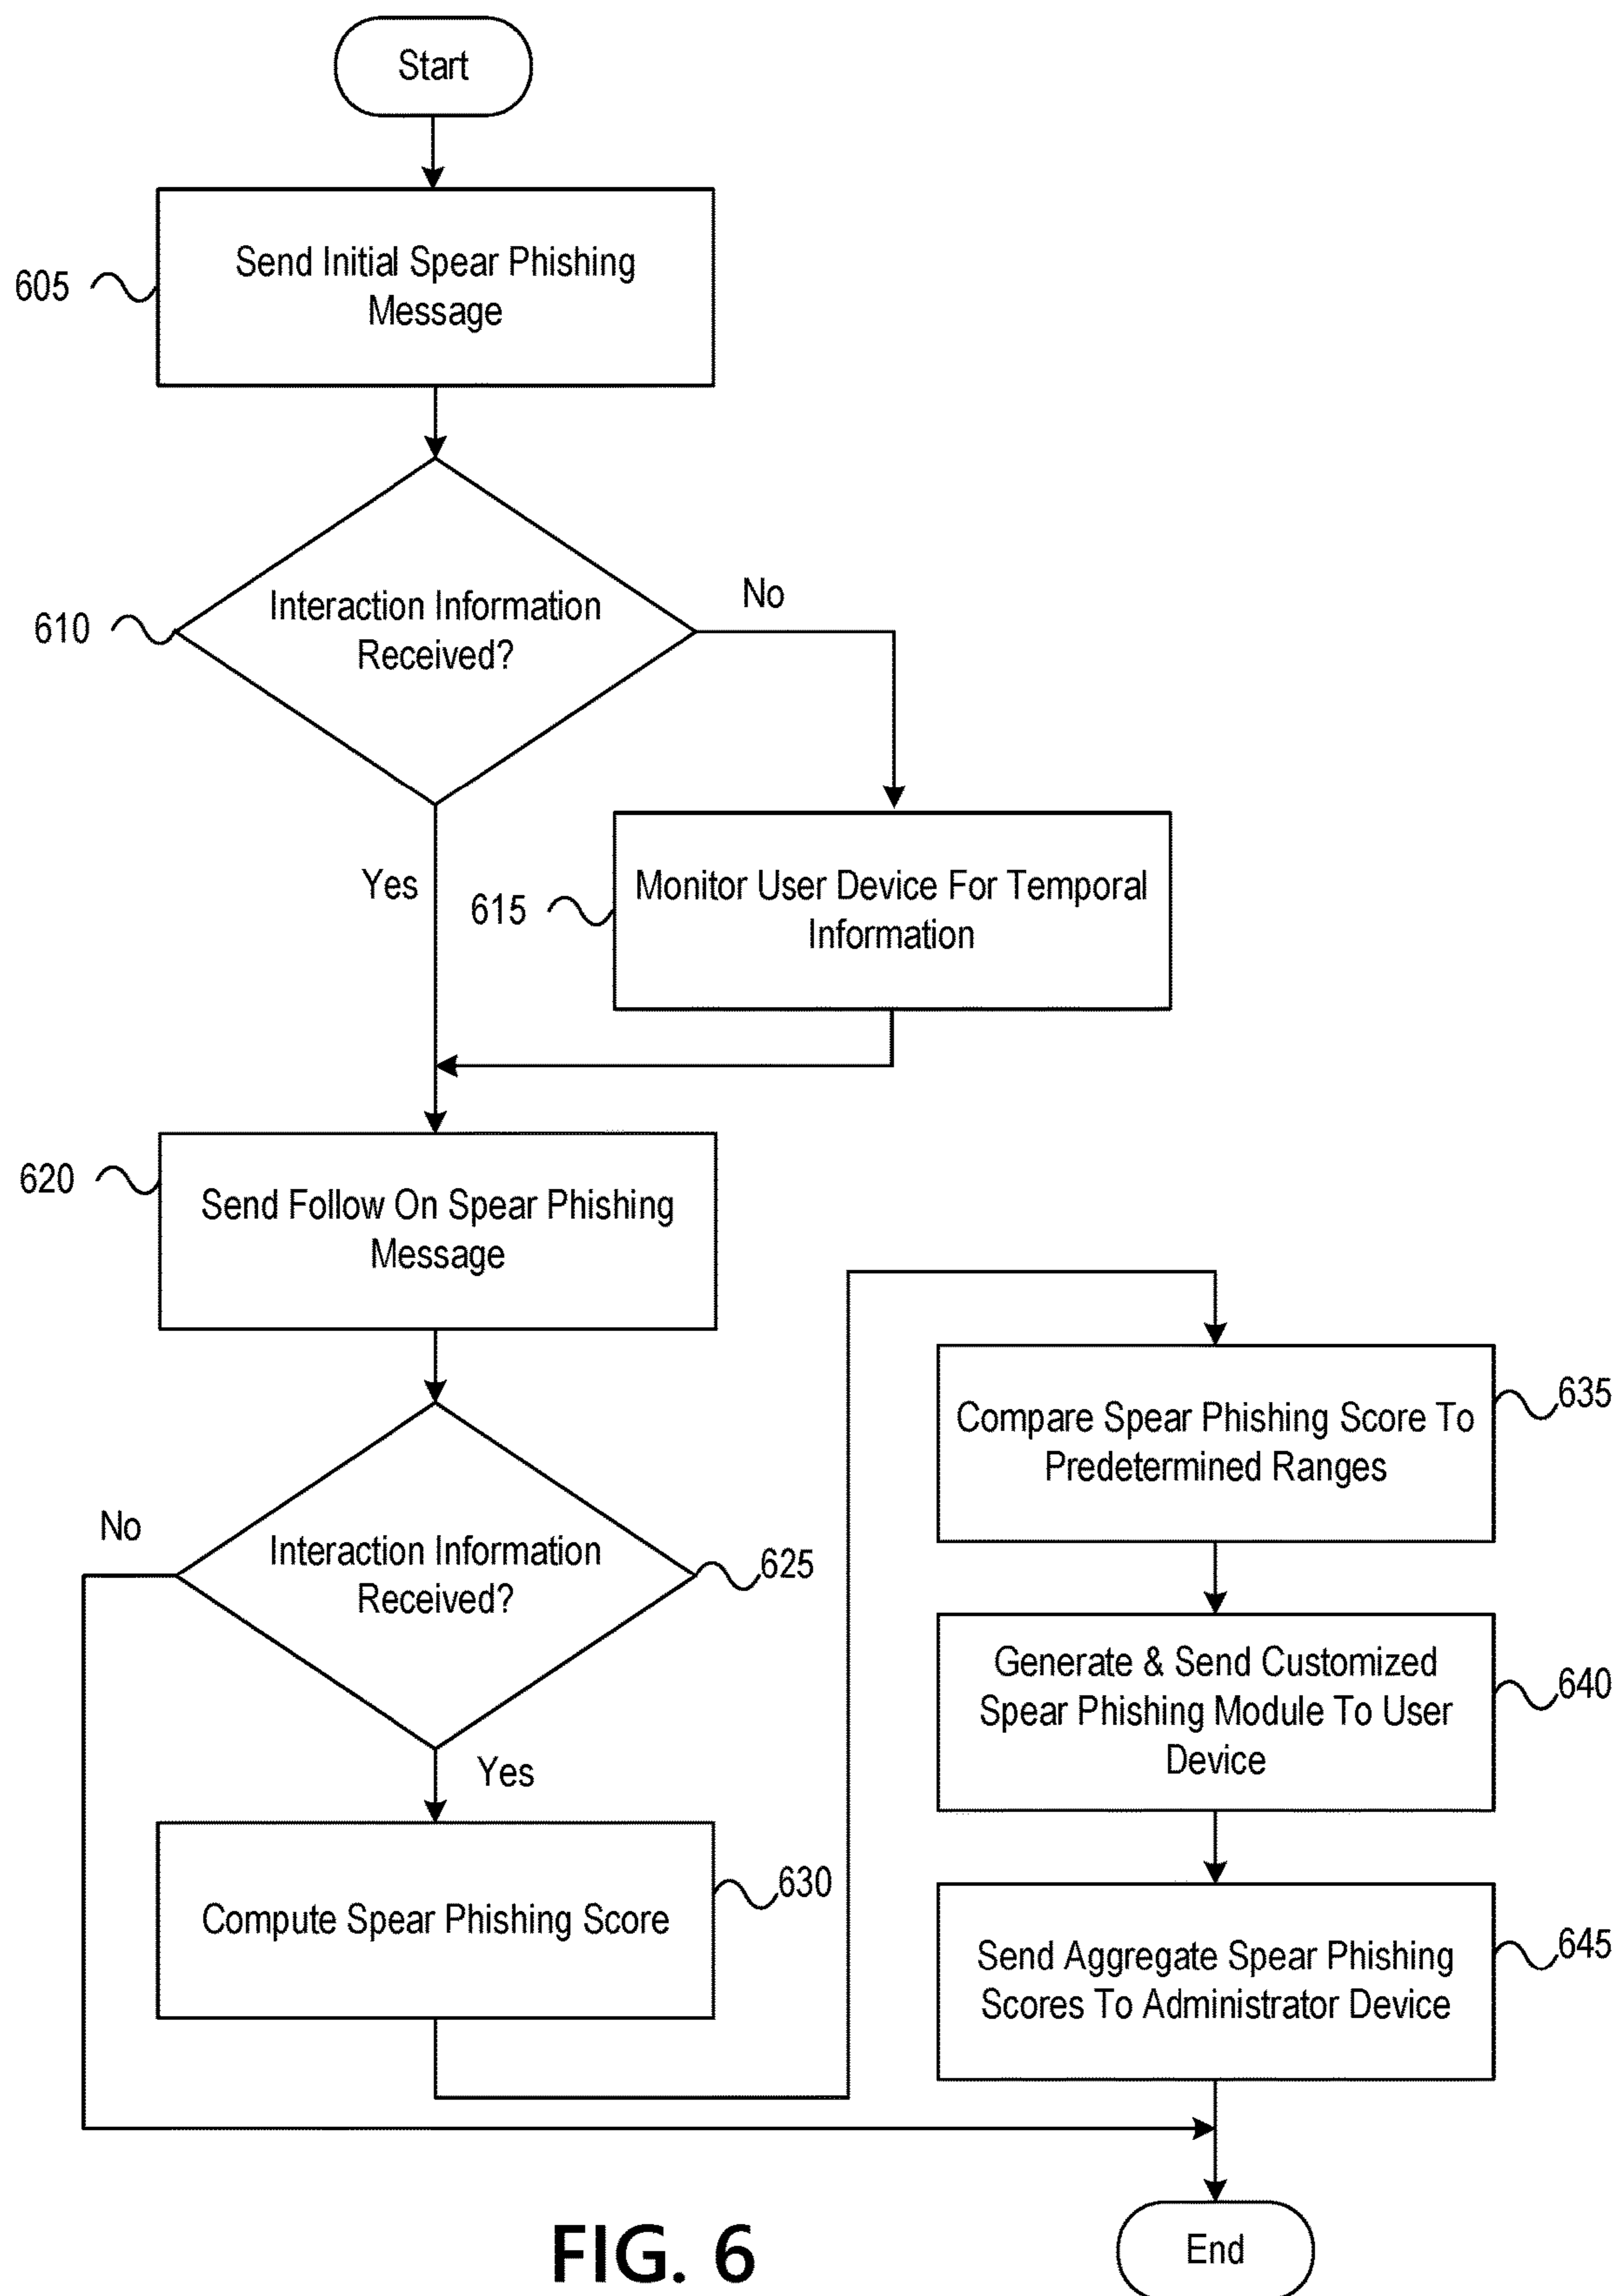 Start
605
Send Initial Spear Phishing
Message
610
Interaction Information
Received?
No
Yes
615
Monitor User Device For Temporal
Information
620
Send Follow On Spear Phishing
Message
No
Interaction Information
Received?
625
Yes
Compute Spear Phishing Score
630
Compare Spear Phishing Score To
Predetermined Ranges
635
Generate & Send Customized
Spear Phishing Module To User
Device
640
Send Aggregate Spear Phishing
Scores To Administrator Device
645
End
FIG. 6